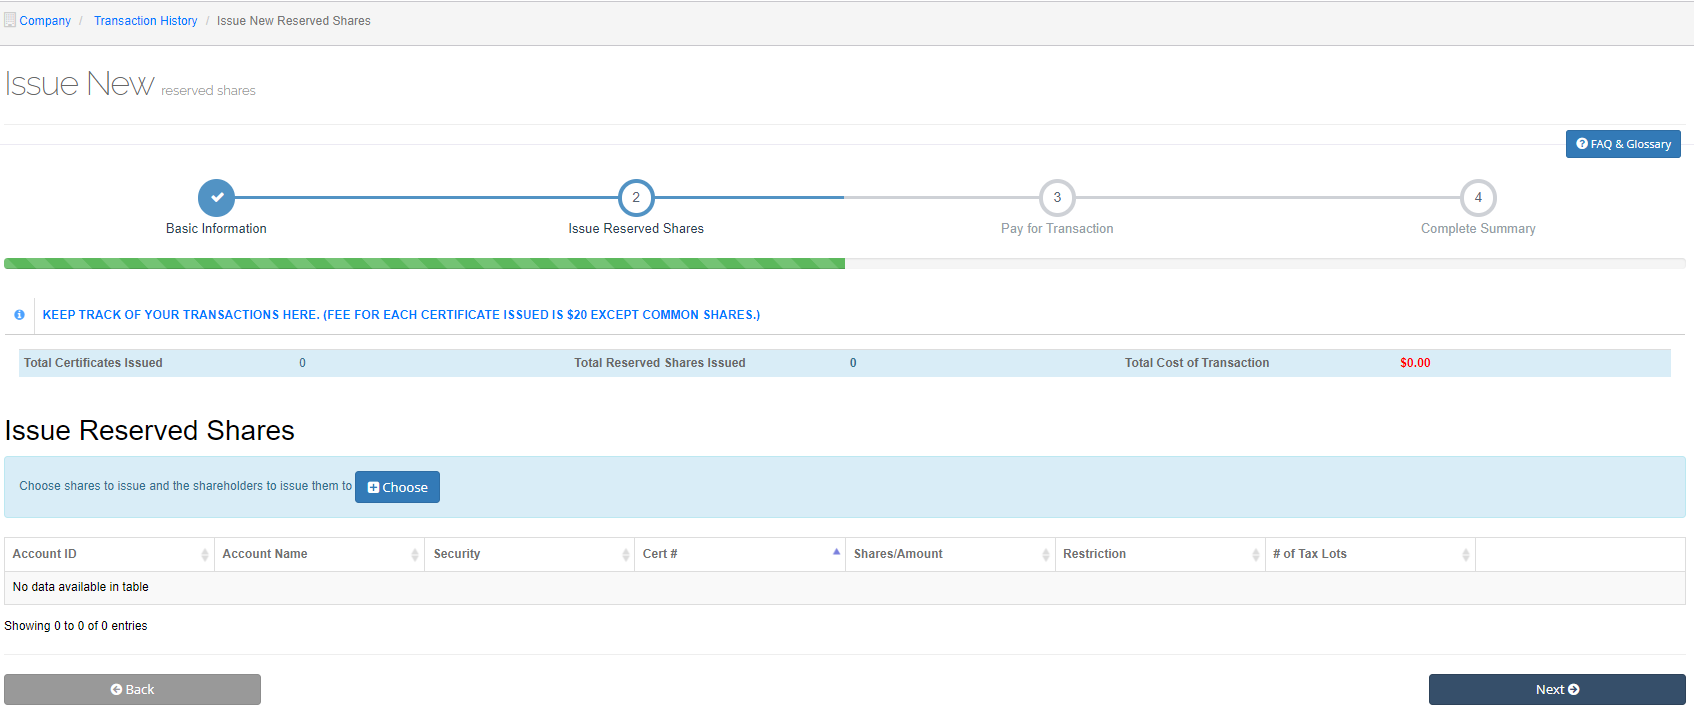 Company / Transaction History / Issue New Reserved Shares
Issue New reserved shares
FAQ & Glossary
2 3 4
Basic Information Issue Reserved Shares Pay for Transaction Complete Summary
KEEP TRACK OF YOUR TRANSACTIONS HERE. (FEE FOR EACH CERTIFICATE ISSUED IS $20 EXCEPT COMMON SHARES.)
Total Certificates Issued 0 Total Reserved Shares Issued 0 Total Cost of Transaction $0.00
Issue Reserved Shares
Choose shares to issue and the shareholders to issue them to Choose
Account ID Account Name Security Cert # Shares/Amount Restriction # of Tax Lots
No data available in table
Showing 0 to 0 of 0 entries
Back Next